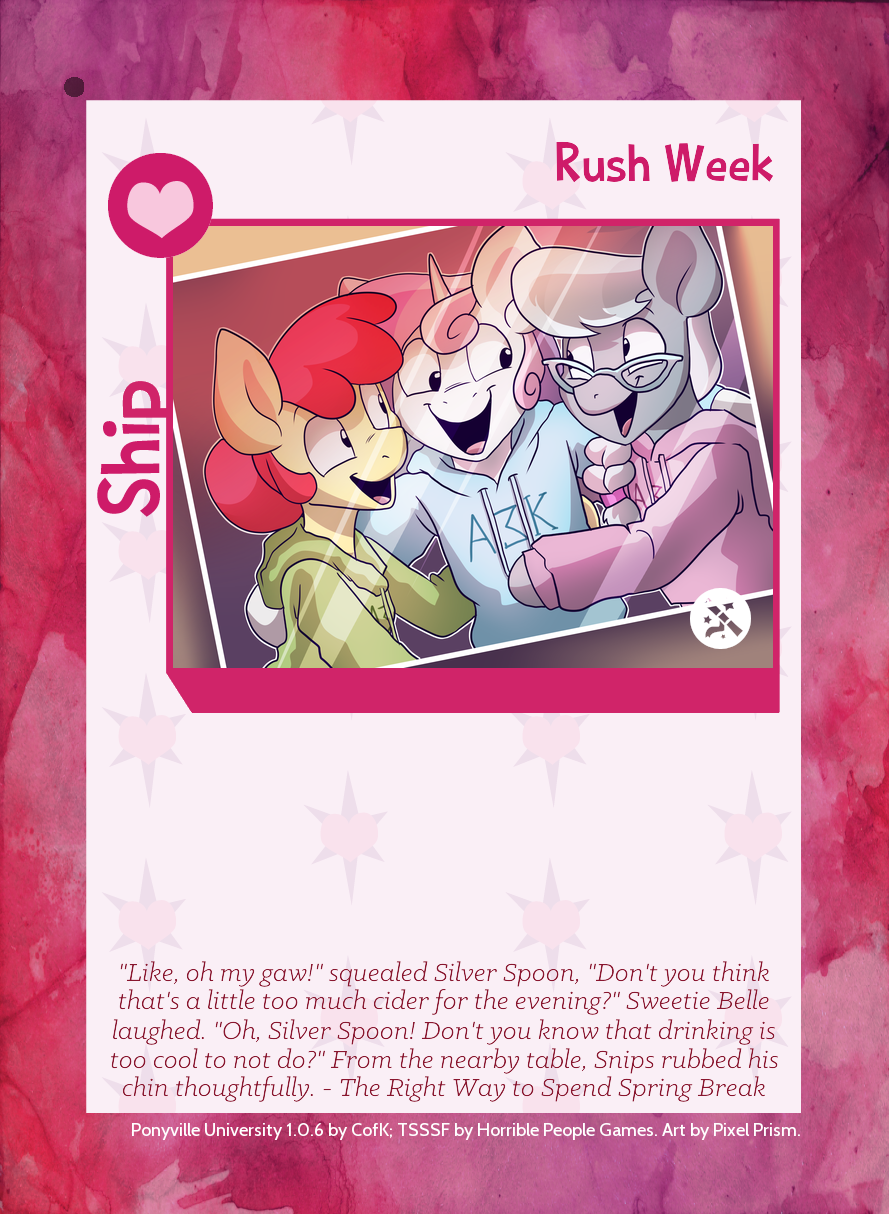 Rush Week
Ship
AƷK
"Like, oh my gaw!" squealed Silver Spoon, "Don't you think
that's a little too much cider for the evening?" Sweetie Belle
laughed. "Oh, Silver Spoon! Don't you know that drinking is
too cool to not do?" From the nearby table, Snips rubbed his
chin thoughtfully. - The Right Way to Spend Spring Break
Ponyville University 1.0.6 by CofK; TSSSF by Horrible People Games. Art by Pixel Prism.